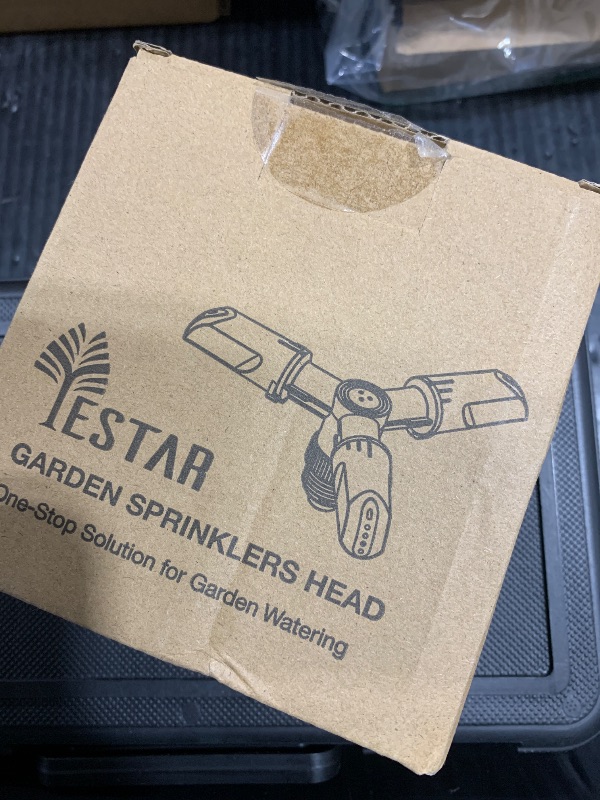 YESTAR
GARDEN SPRINKLERS HEAD
One-Stop Solution for Garden Watering